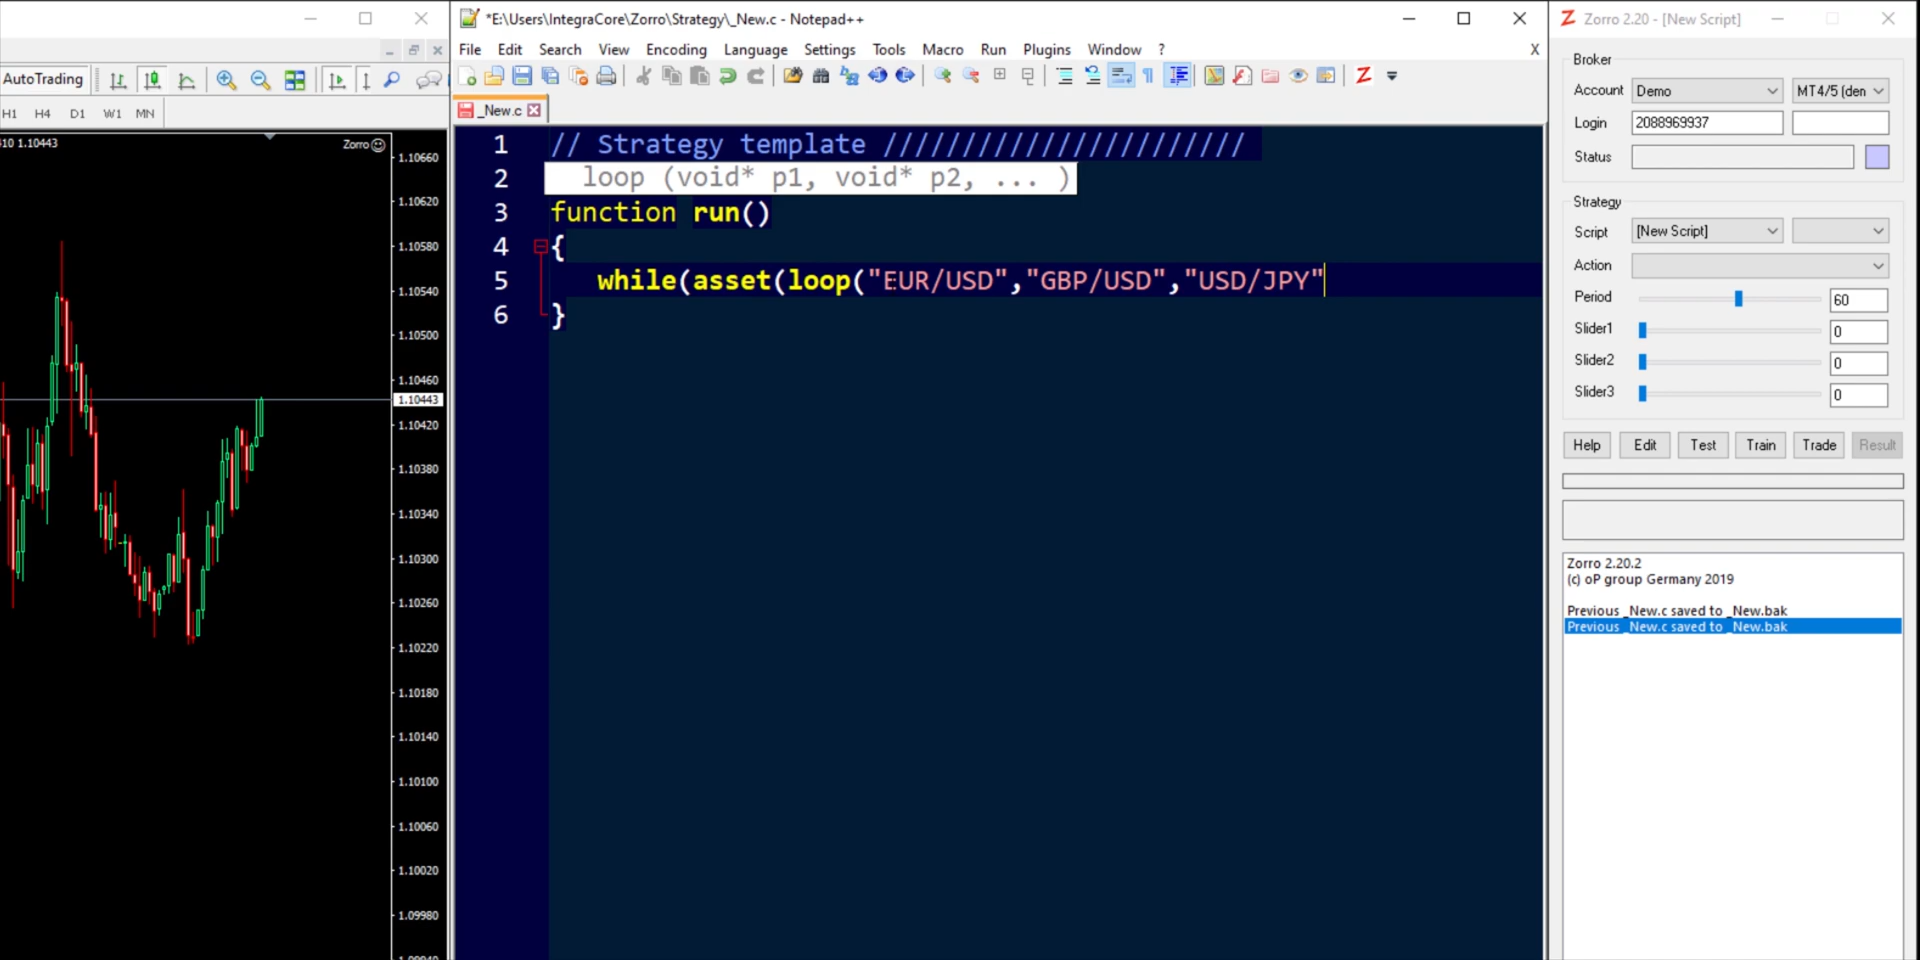 AutoTrading
H1 H4 D1 W1 MN
10 1.10443
Zorro
1.10660
1.10620
1.10580
1.10540
1.10500
1.10460
1.10443
1.10420
1.10380
1.10340
1.10300
1.10260
1.10220
1.10180
1.10140
1.10100
1.10060
1.10020
1.09980
*E:\Users\IntegraCore\Zorro\Strategy\_New.c - Notepad++
File Edit Search View Encoding Language Settings Tools Macro Run Plugins Window ? X
_New.c
1 // Strategy template ///////////////////////
2 loop (void* p1, void* p2, ... )
3 function run()
4 {
5 while(asset(loop("EUR/USD","GBP/USD","USD/JPY"
6 }
Zorro 2.20 - [New Script]
Broker
Account Demo MT4/5 (den
Login 2088969937
Status
Strategy
Script [New Script]
Action
Period 60
Slider1 0
Slider2 0
Slider3 0
Help Edit Test Train Trade Result
Zorro 2.20.2
(c) oP group Germany 2019
Previous _New.c saved to _New.bak
Previous _New.c saved to _New.bak